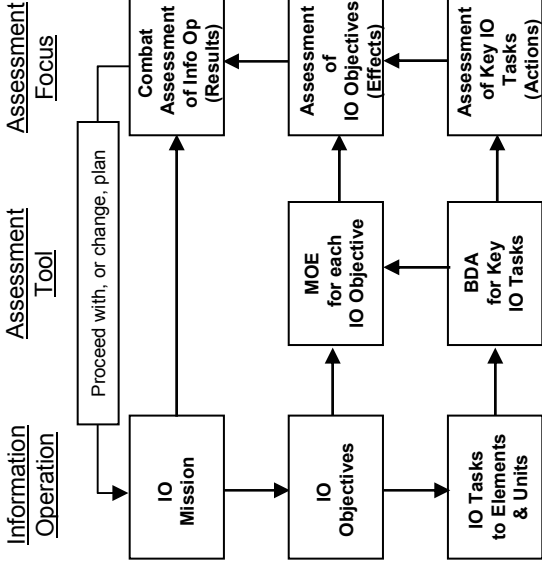 Information
Operation
Assessment
Tool
Assessment
Focus
Proceed with, or change, plan
IO
Mission
Combat
Assessment
of Info Op
(Results)
IO
Objectives
MOE
for each
IO Objective
Assessment
of
IO Objectives
(Effects)
IO Tasks
to Elements
& Units
BDA
for Key
IO Tasks
Assessment
of Key IO
Tasks
(Actions)